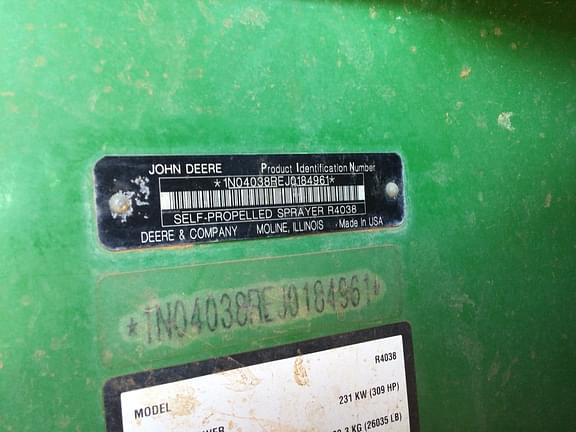 JOHN DEERE Product Identification Number
*1N04038REJ0184961*
SELF-PROPELLED SPRAYER R4038
DEERE & COMPANY MOLINE, ILLINOIS Made in USA
*1N04038REJ0184961*
R4038
MODEL 231 KW (309 HP)
KG (26035 LB)